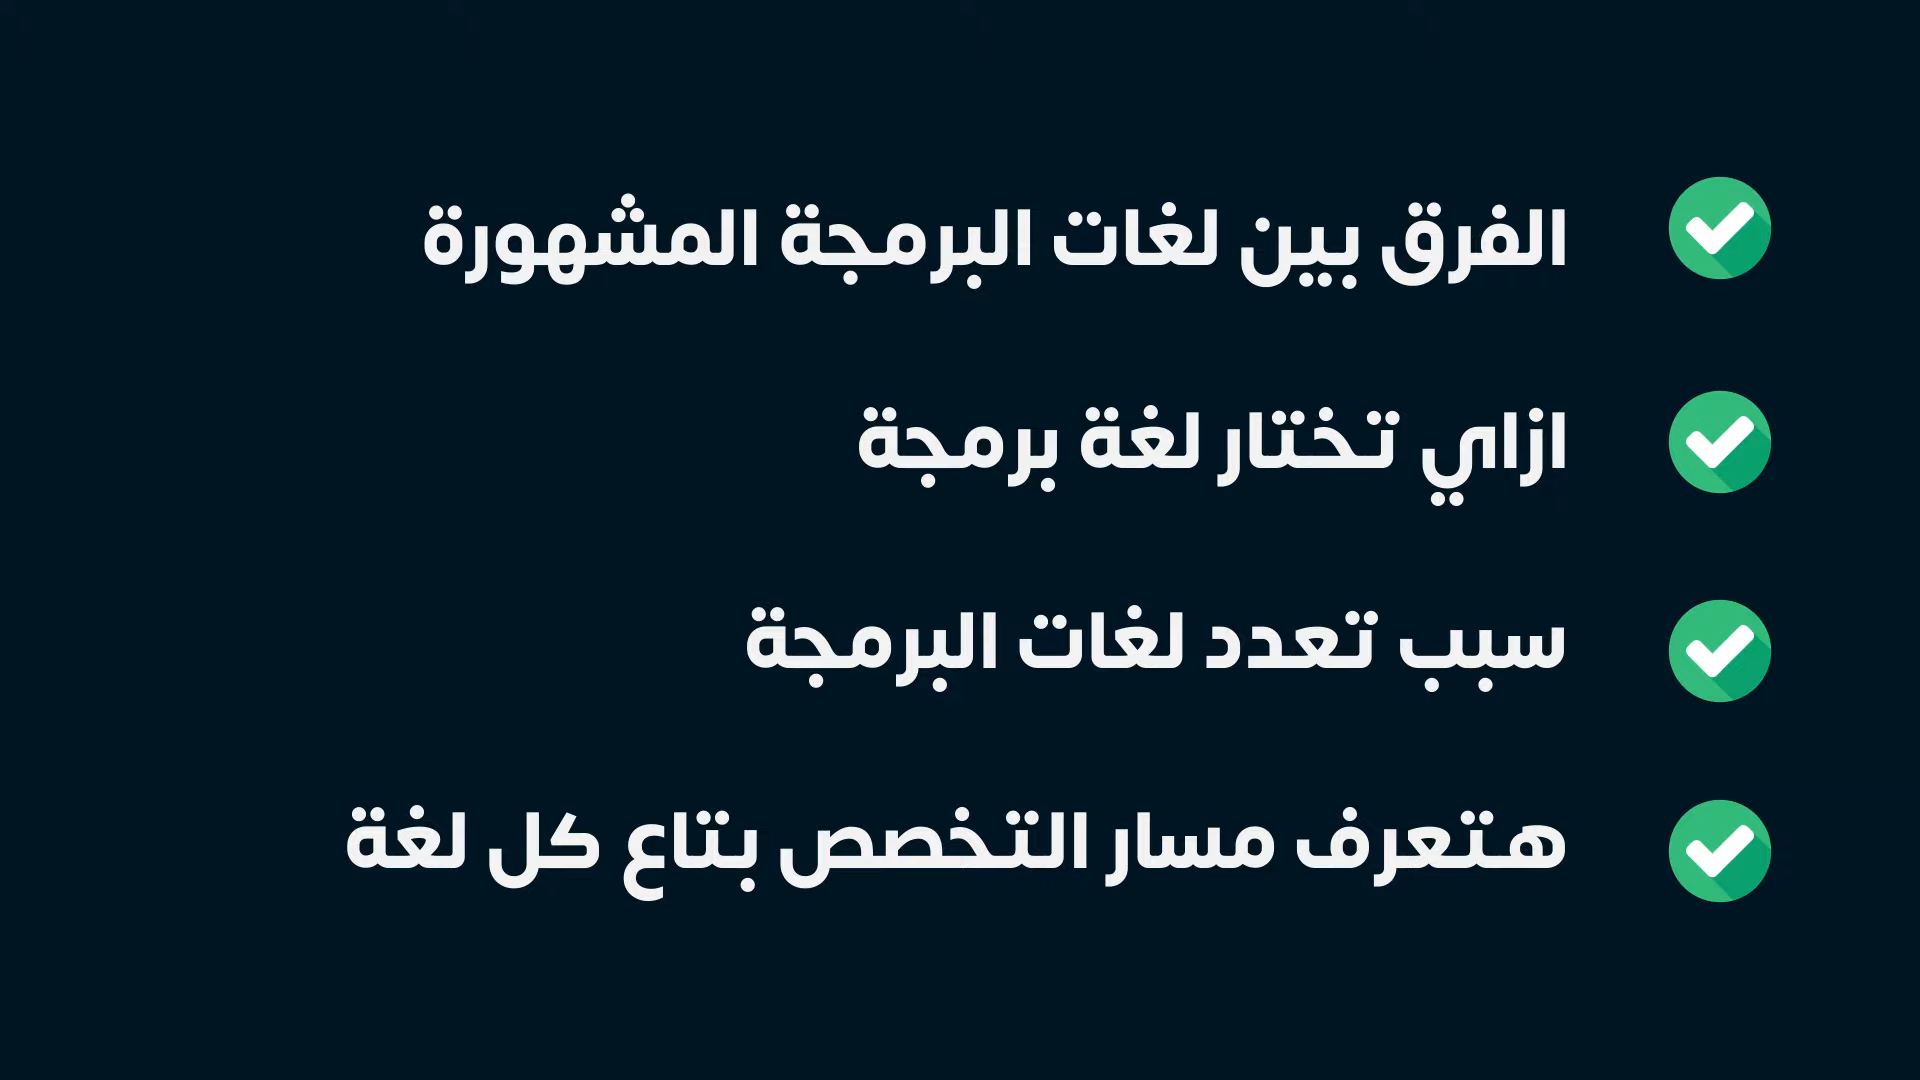 الفرق بين لغات البرمجة المشهورة
ازاي تختار لغة برمجة
سبب تعدد لغات البرمجة
هتعرف مسار التخصص بتاع كل لغة